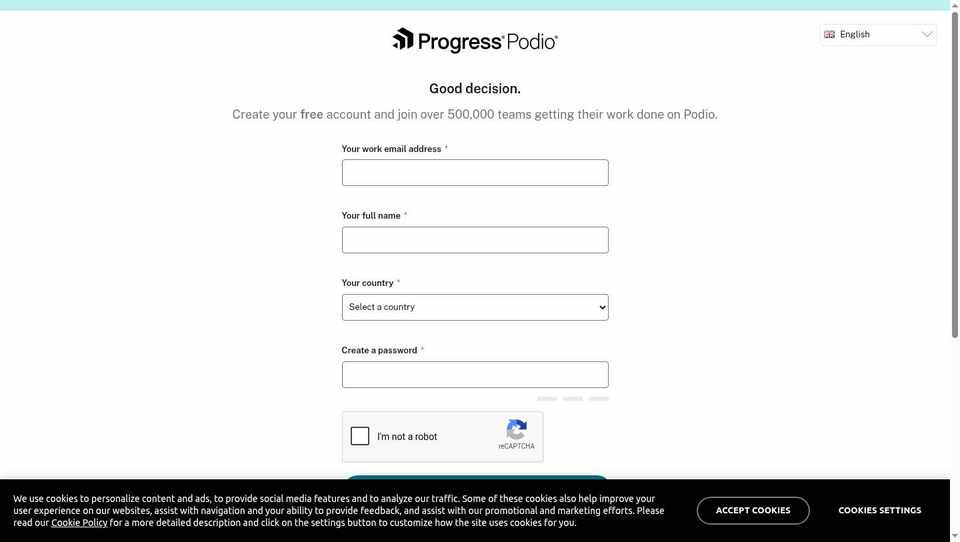 Progress® Podio®
English
Good decision.
Create your free account and join over 500,000 teams getting their work done on Podio.
Your work email address *
Your full name *
Your country *
Select a country
Create a password *
I'm not a robot
reCAPTCHA
We use cookies to personalize content and ads, to provide social media features and to analyze our traffic. Some of these cookies also help improve your
user experience on our websites, assist with navigation and your ability to provide feedback, and assist with our promotional and marketing efforts. Please
read our Cookie Policy for a more detailed description and click on the settings button to customize how the site uses cookies for you.
ACCEPT COOKIES
COOKIES SETTINGS